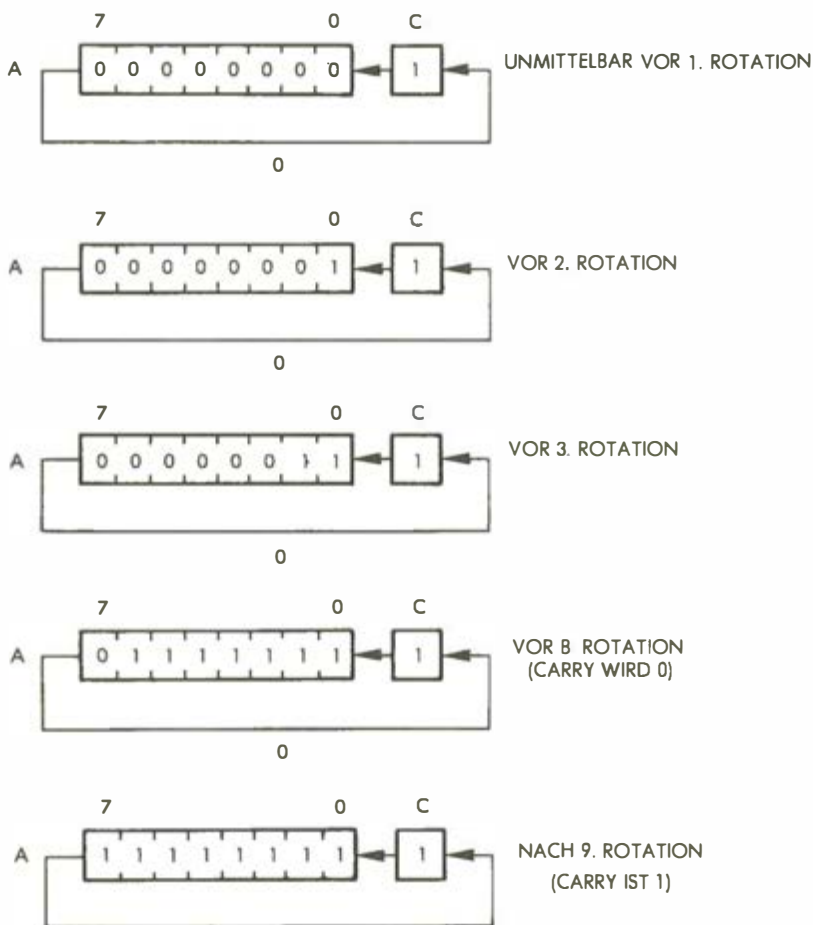 7 0 C
A 0 0 0 0 0 0 0 0 1 UNMITTELBAR VOR 1. ROTATION
0
7 0 C
A 0 0 0 0 0 0 0 1 1 VOR 2. ROTATION
0
7 0 C
A 0 0 0 0 0 0 1 1 1 VOR 3. ROTATION
0
7 0 C
A 0 1 1 1 1 1 1 1 1 VOR 8 ROTATION
(CARRY WIRD 0)
0
7 0 C
A 1 1 1 1 1 1 1 1 1 NACH 9. ROTATION
(CARRY IST 1)